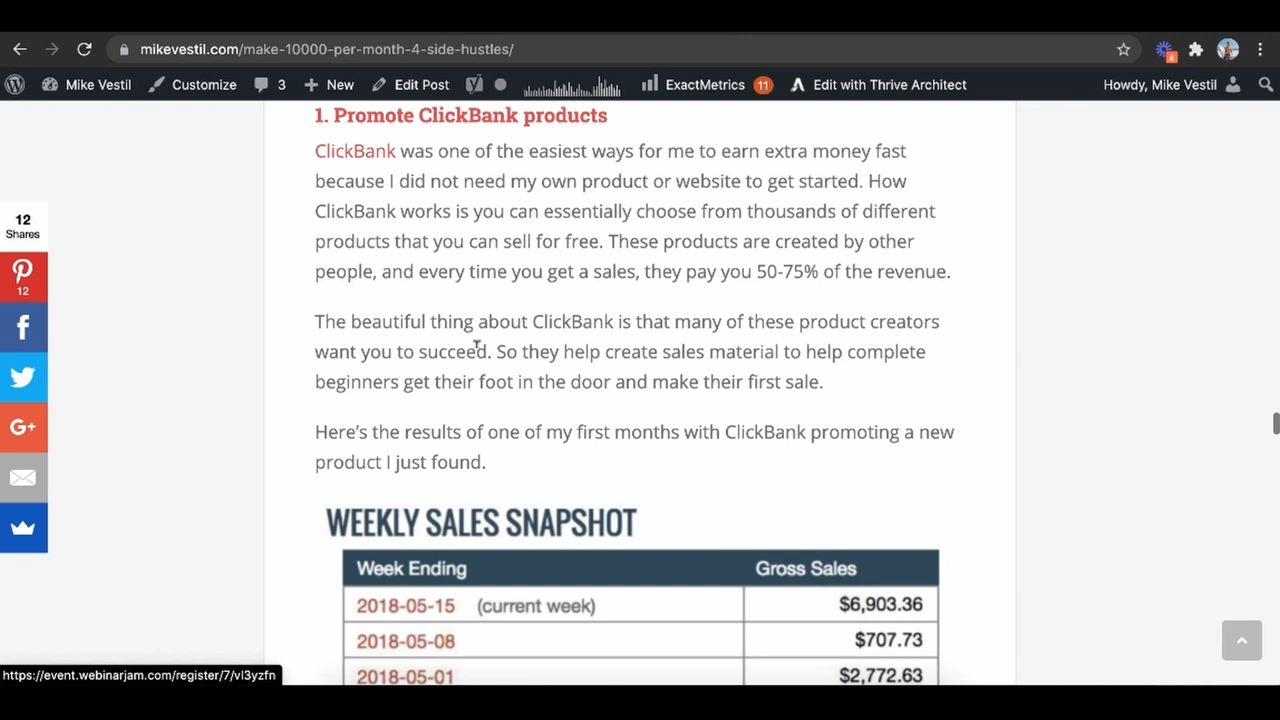 mikevestil.com/make-10000-per-month-4-side-hustles/
4
Mike Vestil Customize 3 New Edit Post ExactMetrics 11 Edit with Thrive Architect Howdy, Mike Vestil
1. Promote ClickBank products
ClickBank was one of the easiest ways for me to earn extra money fast
because I did not need my own product or website to get started. How
ClickBank works is you can essentially choose from thousands of different
products that you can sell for free. These products are created by other
people, and every time you get a sales, they pay you 50-75% of the revenue.
12
Shares
12
The beautiful thing about ClickBank is that many of these product creators
want you to succeed. So they help create sales material to help complete
beginners get their foot in the door and make their first sale.
G+
Here's the results of one of my first months with ClickBank promoting a new
product I just found.
WEEKLY SALES SNAPSHOT
Week Ending Gross Sales
2018-05-15 (current week) $6,903.36
2018-05-08 $707.73
2018-05-01 $2,772.63
https://event.webinarjam.com/register/7/vl3yzfn